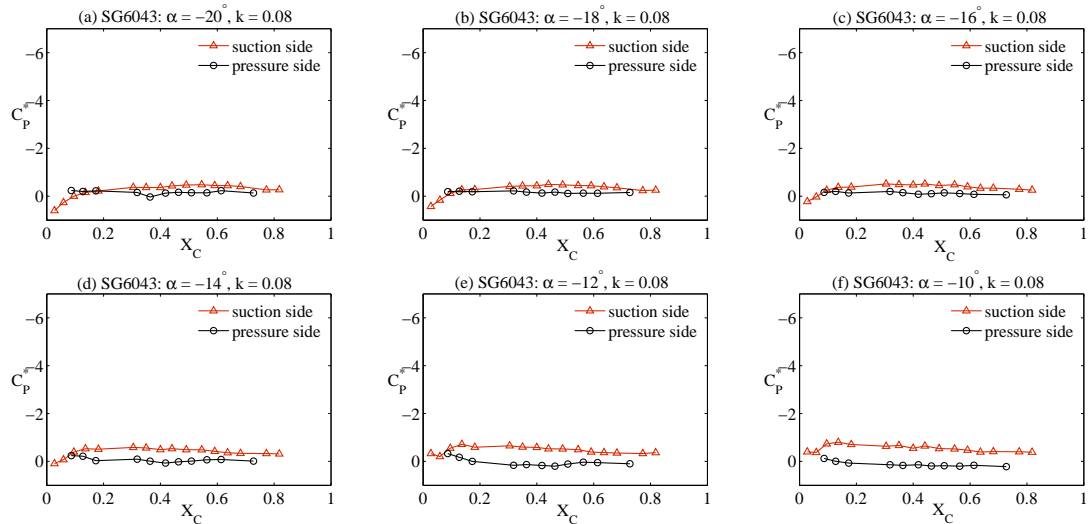 (a) SG6043: α = −20°, k = 0.08
suction side
pressure side
−6
−4
−2
0
C*P
0 0.2 0.4 0.6 0.8 1
XC
(b) SG6043: α = −18°, k = 0.08
suction side
pressure side
−6
−4
−2
0
C*P
0 0.2 0.4 0.6 0.8 1
XC
(c) SG6043: α = −16°, k = 0.08
suction side
pressure side
−6
−4
−2
0
C*P
0 0.2 0.4 0.6 0.8 1
XC
(d) SG6043: α = −14°, k = 0.08
suction side
pressure side
−6
−4
−2
0
C*P
0 0.2 0.4 0.6 0.8 1
XC
(e) SG6043: α = −12°, k = 0.08
suction side
pressure side
−6
−4
−2
0
C*P
0 0.2 0.4 0.6 0.8 1
XC
(f) SG6043: α = −10°, k = 0.08
suction side
pressure side
−6
−4
−2
0
C*P
0 0.2 0.4 0.6 0.8 1
XC